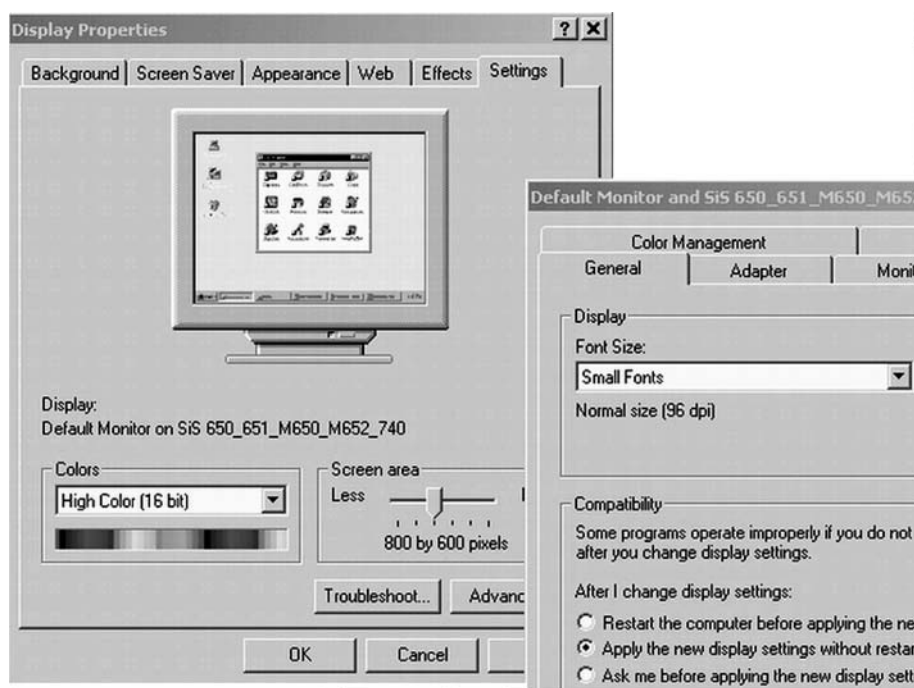 Display Properties
Background Screen Saver Appearance Web Effects Settings
Display:
Default Monitor on SiS 650_651_M650_M652_740
Colors
High Color (16 bit)
Screen area
Less
800 by 600 pixels
Troubleshoot...
OK Cancel
Default Monitor and SiS 650_651_M650_M65
Color Management
General Adapter
Display
Font Size:
Small Fonts
Normal size (96 dpi)
Compatibility
Some programs operate improperly if you do not
after you change display settings.
After I change display settings:
Restart the computer before applying the ne
Apply the new display settings without restar
Ask me before applying the new display sett